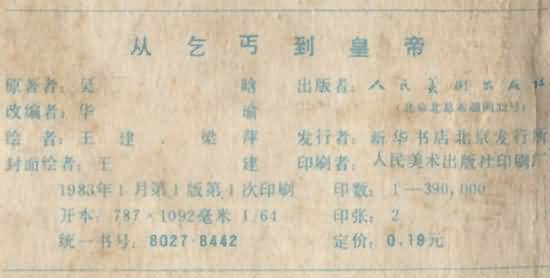 从乞丐到皇帝
原著者：吴 晗 出版者：人民美术出版社
改编者：华 瑜 （北京北总布胡同32号）
绘 者：王 建 梁 萍 发行者：新华书店北京发行所
封面绘者：王 建 印刷者：人民美术出版社印刷厂
1983年1月第1版第1次印刷 印数：1—390,000
开本：787×1092毫米 1/64 印张：2
统一书号：8027·8442 定价：0.19元